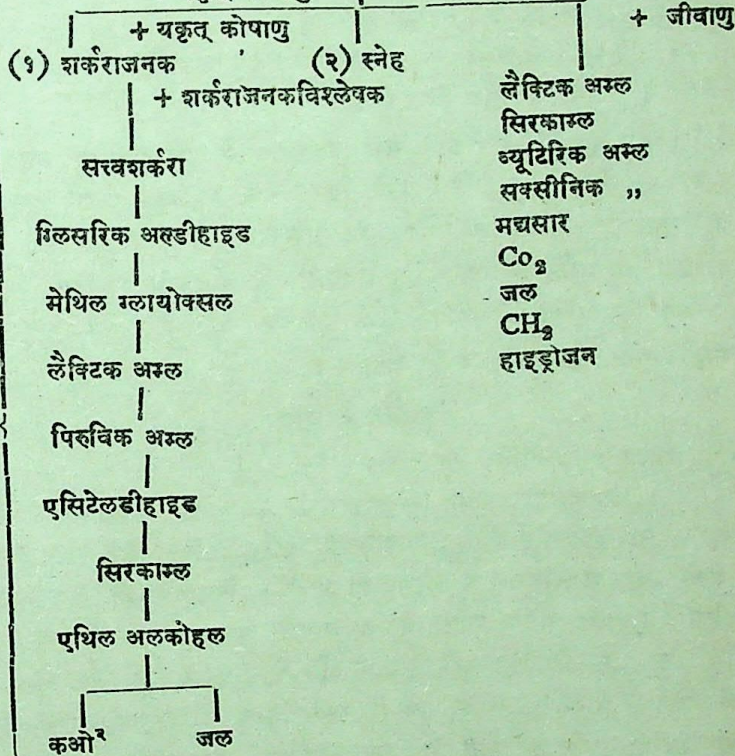 + यकृत् कोषाणु
+ जीवाणु
(१) शर्कराजनक
(२) स्नेह
+ शर्कराजनकविश्लेषक
सत्त्वशर्करा
ग्लिसरिक अल्डीहाइड
मेथिल ग्लायोक्सल
लैक्टिक अम्ल
पिरुविक अम्ल
एसिटेलडीहाइड
सिरकाम्ल
एथिल अलकोहल
कओ²
जल
लैक्टिक अम्ल
सिरकाम्ल
ब्यूटिरिक अम्ल
सक्सीनिक ,,
मद्यसार
Co₂
जल
CH₂
हाइड्रोजन